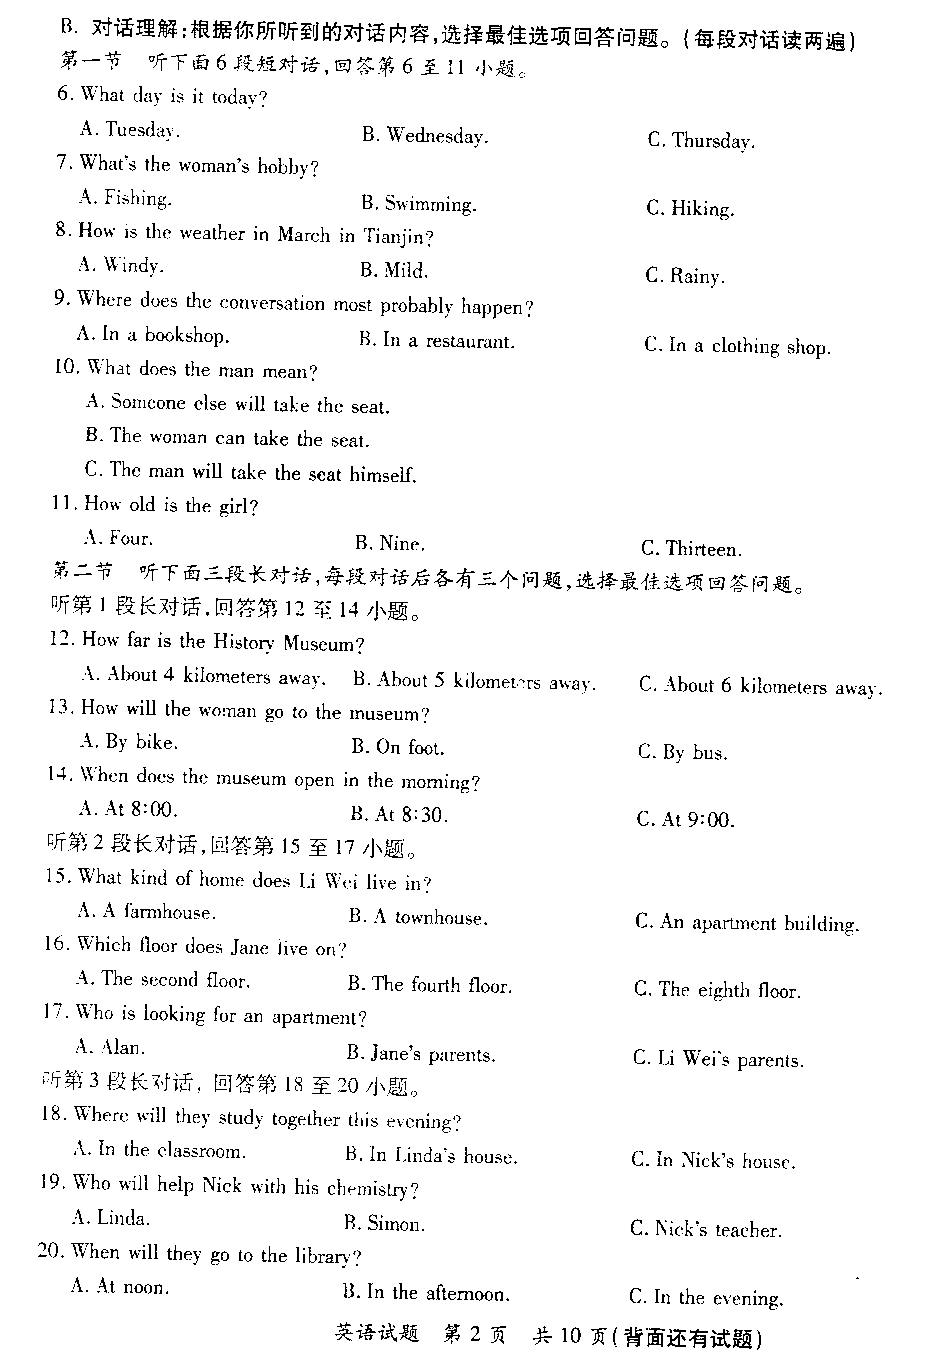 B. 对话理解:根据你所听到的对话内容,选择最佳选项回答问题。(每段对话读两遍)
第一节 听下面6段短对话,回答第6至11小题。
6. What day is it today?
A. Tuesday. B. Wednesday. C. Thursday.
7. What's the woman's hobby?
A. Fishing. B. Swimming. C. Hiking.
8. How is the weather in March in Tianjin?
A. Windy. B. Mild. C. Rainy.
9. Where does the conversation most probably happen?
A. In a bookshop. B. In a restaurant. C. In a clothing shop.
10. What does the man mean?
A. Someone else will take the seat.
B. The woman can take the seat.
C. The man will take the seat himself.
11. How old is the girl?
A. Four. B. Nine. C. Thirteen.
第二节 听下面三段长对话,每段对话后各有三个问题,选择最佳选项回答问题。
听第1段长对话,回答第12至14小题。
12. How far is the History Museum?
A. About 4 kilometers away. B. About 5 kilometers away. C. About 6 kilometers away.
13. How will the woman go to the museum?
A. By bike. B. On foot. C. By bus.
14. When does the museum open in the morning?
A. At 8:00. B. At 8:30. C. At 9:00.
听第2段长对话,回答第15至17小题。
15. What kind of home does Li Wei live in?
A. A farmhouse. B. A townhouse. C. An apartment building.
16. Which floor does Jane live on?
A. The second floor. B. The fourth floor. C. The eighth floor.
17. Who is looking for an apartment?
A. Alan. B. Jane's parents. C. Li Wei's parents.
听第3段长对话, 回答第18至20小题。
18. Where will they study together this evening?
A. In the classroom. B. In Linda's house. C. In Nick's house.
19. Who will help Nick with his chemistry?
A. Linda. B. Simon. C. Nick's teacher.
20. When will they go to the library?
A. At noon. B. In the afternoon. C. In the evening.
英语试题 第2页 共10页(背面还有试题)